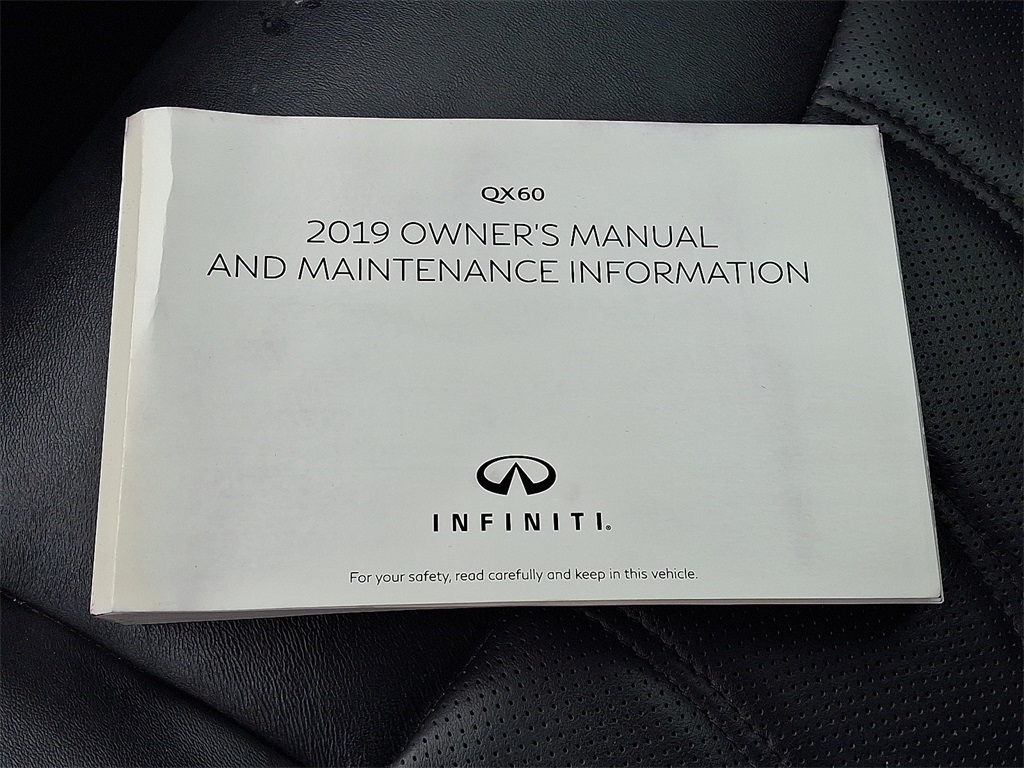 QX60
2019 OWNER'S MANUAL
AND MAINTENANCE INFORMATION
INFINITI®
For your safety, read carefully and keep in this vehicle.